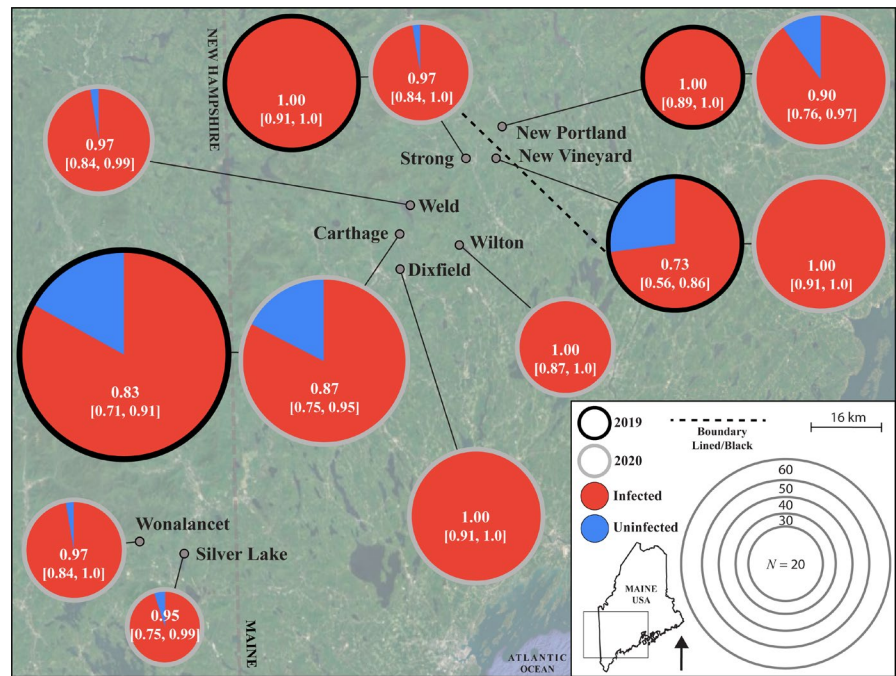 NEW HAMPSHIRE
1.00
[0.91, 1.0]
0.97
[0.84, 1.0]
1.00
[0.89, 1.0]
0.90
[0.76, 0.97]
0.97
[0.84, 0.99]
New Portland
Strong
New Vineyard
Weld
Carthage
Wilton
Dixfield
0.73
[0.56, 0.86]
1.00
[0.91, 1.0]
0.83
[0.71, 0.91]
0.87
[0.75, 0.95]
1.00
[0.87, 1.0]
1.00
[0.91, 1.0]
Wonalancet
0.97
[0.84, 1.0]
Silver Lake
0.95
[0.75, 0.99]
MAINE
ATLANTIC
OCEAN
2019
2020
Infected
Uninfected
Boundary
Lined/Black
16 km
60
50
40
30
N = 20
MAINE
USA